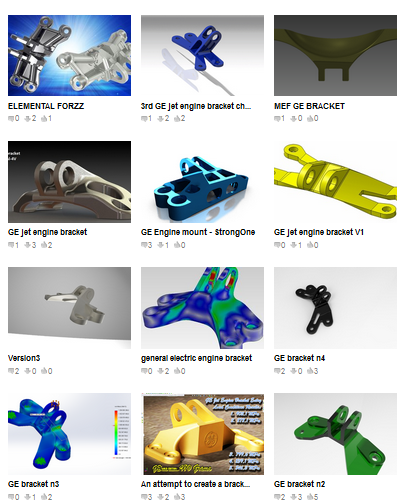 ELEMENTAL FORZZ
3rd GE jet engine bracket ch...
MEF GE BRACKET
0 2 1
1 2 2
1 0 0
GE jet engine bracket
GE Engine mount - StrongOne
GE jet engine bracket V1
1 3 2
3 1 0
0 1 0
Version3
general electric engine bracket
GE bracket n4
2 0 0
0 2 0
2 0 3
GE bracket n3
An attempt to create a brack...
GE bracket n2
0 1 2
3 2 3
2 3 5